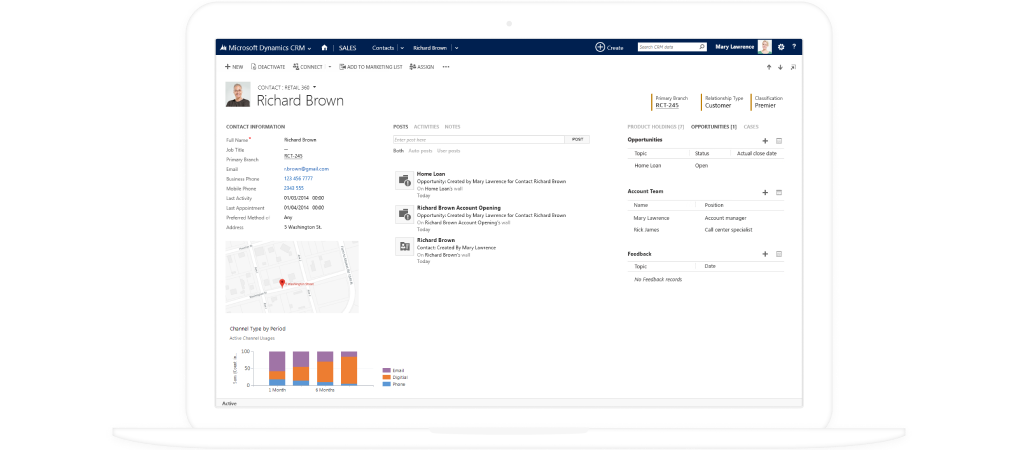 Microsoft Dynamics CRM SALES Contacts Richard Brown Create Search CRM data Mary Lawrence ?
NEW DEACTIVATE CONNECT ADD TO MARKETING LIST ASSIGN ...
CONTACT : RETAIL 360
Richard Brown
Primary Branch Relationship Type Classification
RCT-245 Customer Premier
CONTACT INFORMATION
Full Name* Richard Brown
Job Title --
Primary Branch RCT-245
Email r.brown@gmail.com
Business Phone 123 456 7777
Mobile Phone 2343 555
Last Activity 01/03/2014 00:00
Last Appointment 01/04/2014 00:00
Preferred Method o Any
Address 5 Washington St.
Channel Type by Period
Active Channel Usages
100
50
0
1 Month 6 Months
Email
Digital
Phone
POSTS ACTIVITIES NOTES
Enter post here POST
Both Auto posts User posts
Home Loan
Opportunity: Created by Mary Lawrence for Contact Richard Brown
On Home Loan's wall
Today
Richard Brown Account Opening
Opportunity: Created by Mary Lawrence for Contact Richard Brown
On Richard Brown Account Opening's wall
Today
Richard Brown
Contact: Created By Mary Lawrence
On Richard Brown's wall
Today
PRODUCT HOLDINGS [7] OPPORTUNITIES [1] CASES
Opportunities
Topic Status Actual close date
Home Loan Open
Account Team
Name Position
Mary Lawrence Account manager
Rick James Call center specialist
Feedback
Topic Date
No Feedback records
Active